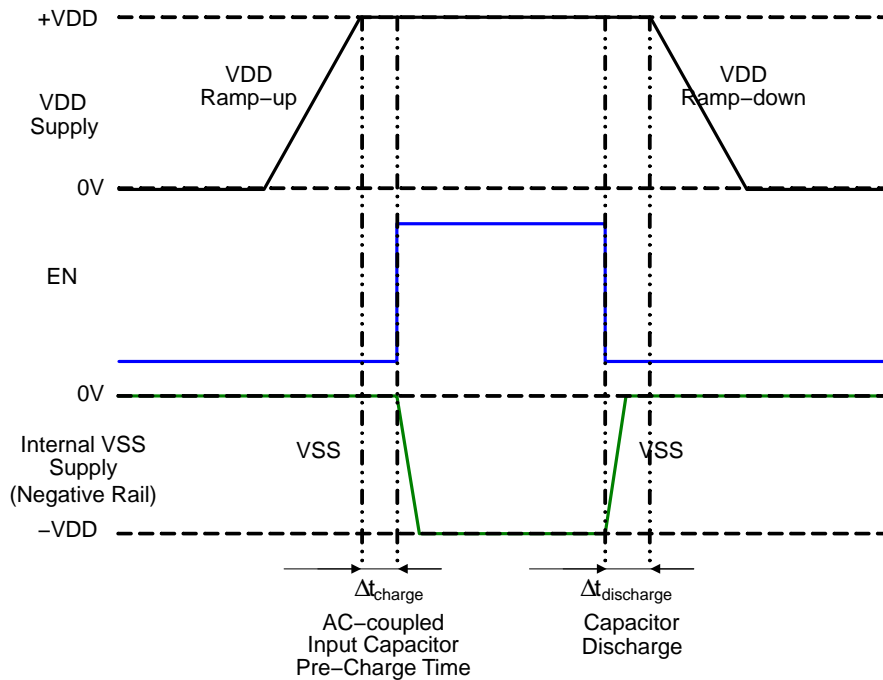 +VDD
VDD
Ramp−up
VDD
Ramp−down
VDD
Supply
0V
EN
0V
Internal VSS
Supply
(Negative Rail)
VSS
VSS
−VDD
Δtcharge
Δtdischarge
AC−coupled
Input Capacitor
Pre−Charge Time
Capacitor
Discharge